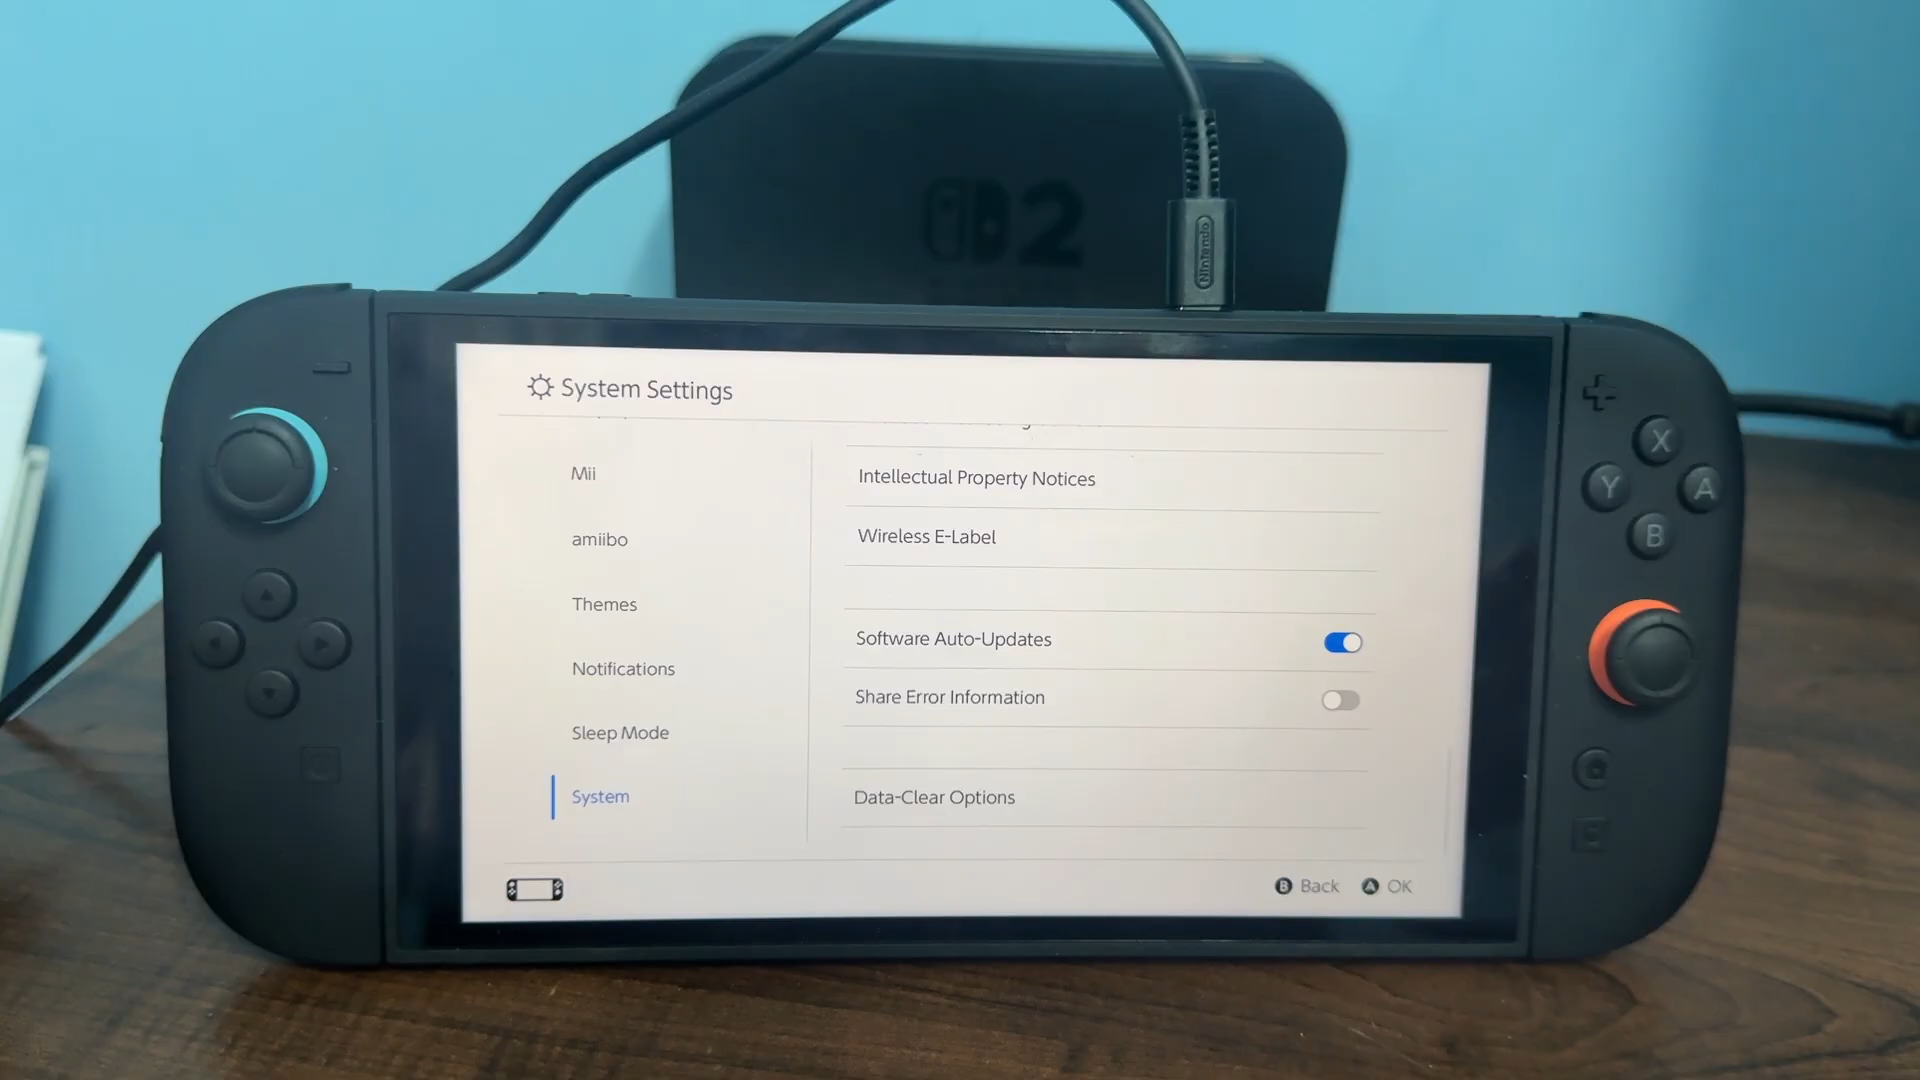 2
Nintendo
System Settings
Mii
amiibo
Themes
Notifications
Sleep Mode
System
Intellectual Property Notices
Wireless E-Label
Software Auto-Updates
Share Error Information
Data-Clear Options
B Back A OK
X
Y
A
B